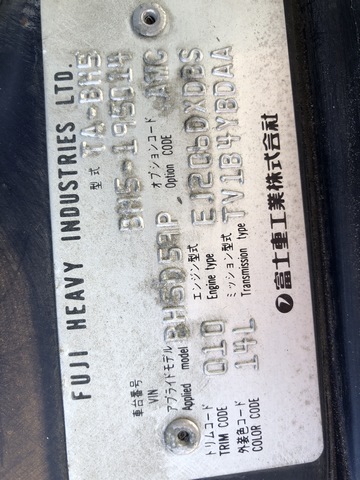 FUJI HEAVY INDUSTRIES LTD.
型式 TA-BH5
車台番号 VIN BH5-195014
アプライドモデル Applied model BH5D52P オプションコード Option CODE AWC
トリムコード TRIM CODE 010 エンジン型式 Engine type EJ206DXDBS
外装色コード COLOR CODE 14L ミッション型式 Transmission type TV1B4YBDAA
富士重工業株式会社